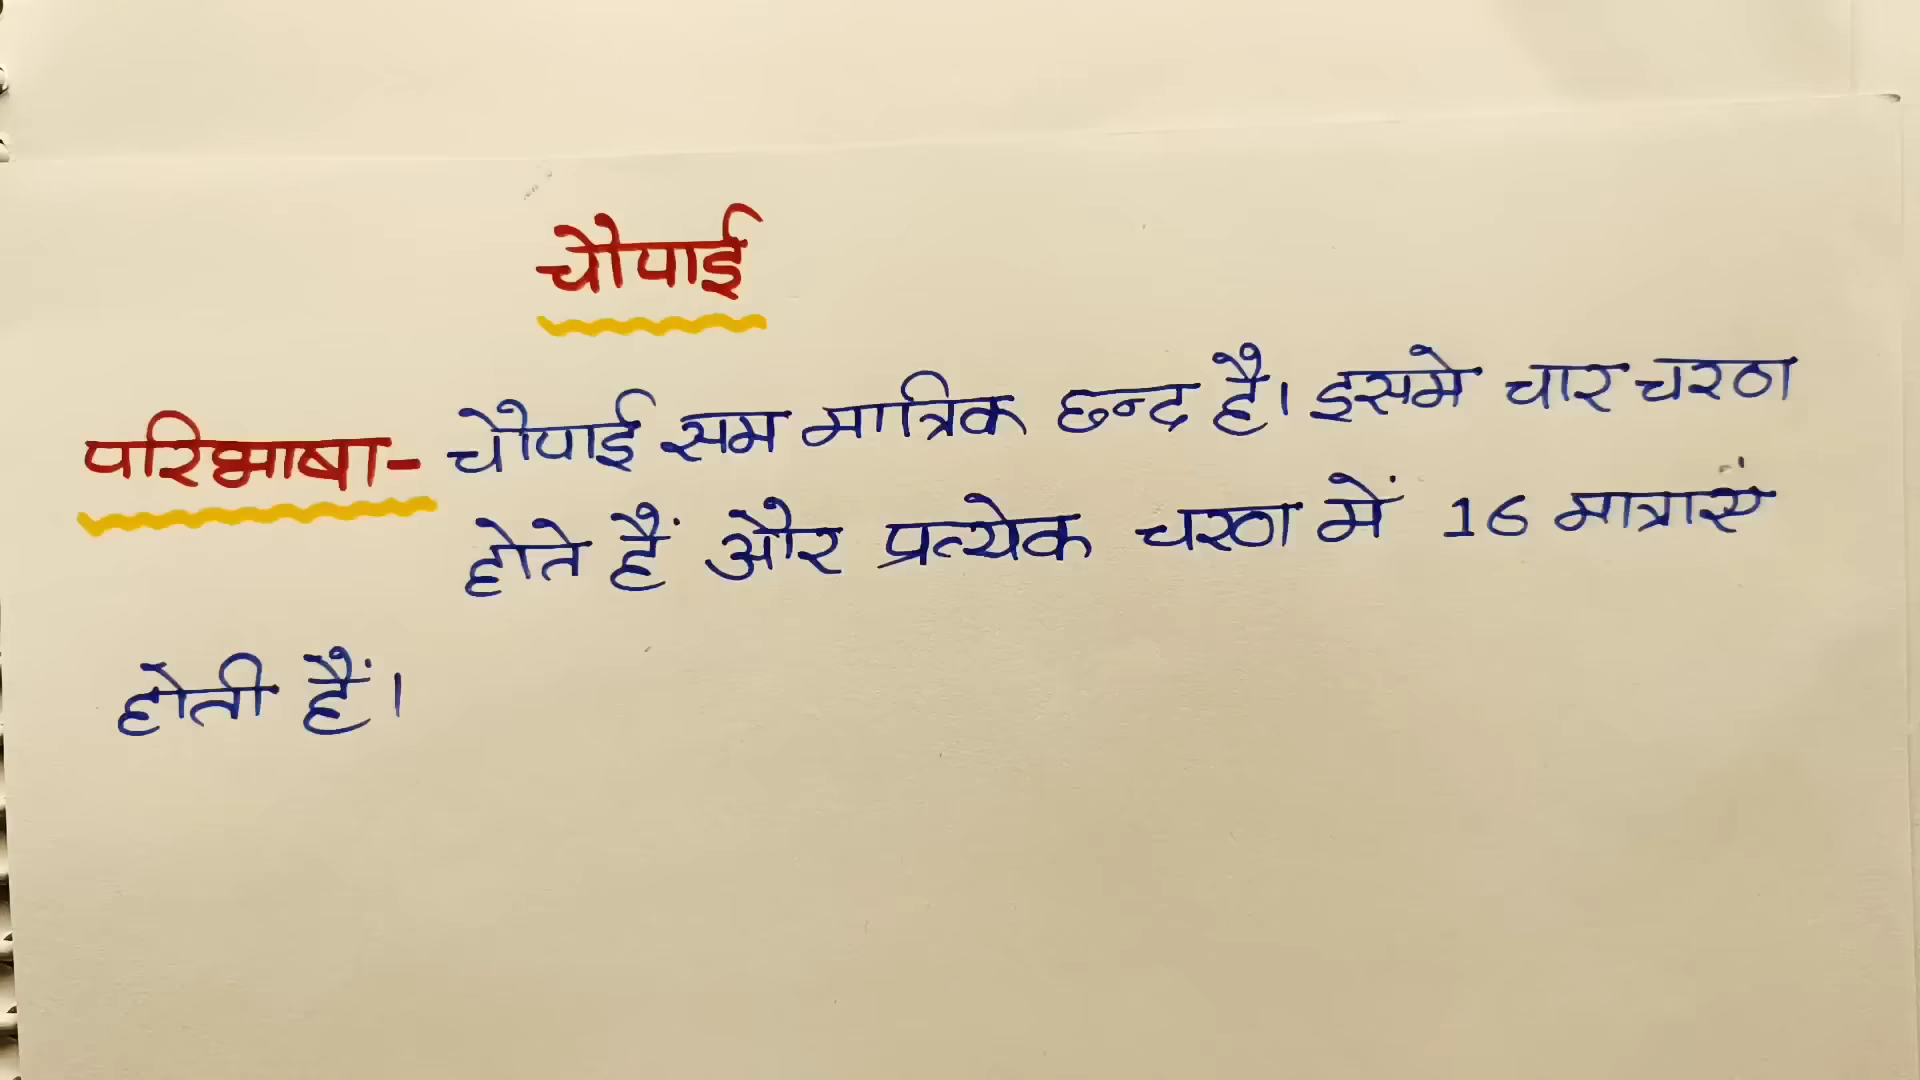 चौपाई
परिभाषा- चौपाई सम मात्रिक छन्द है। इसमे चार चरण
होते हैं और प्रत्येक चरण में 16 मात्राएं
होती हैं।